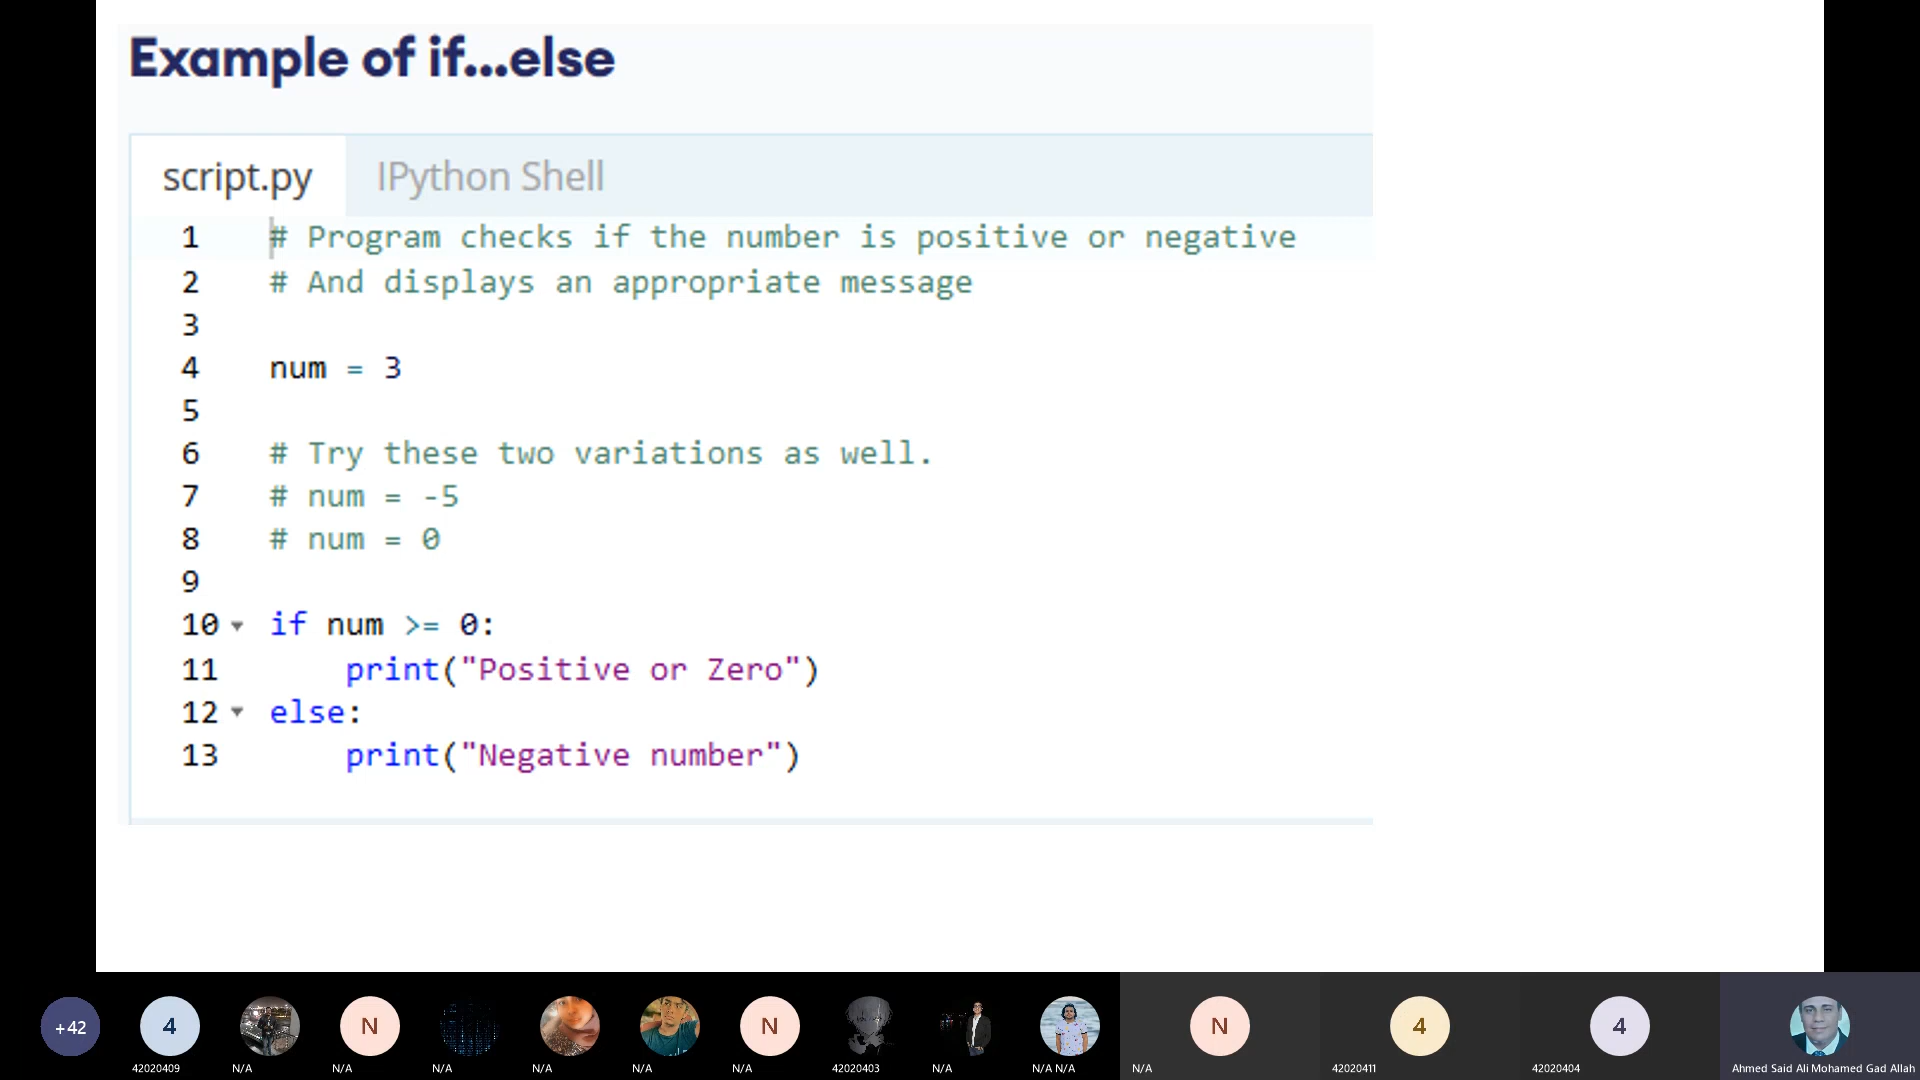 Example of if...else
script.py IPython Shell
1 # Program checks if the number is positive or negative
2 # And displays an appropriate message
3
4 num = 3
5
6 # Try these two variations as well.
7 # num = -5
8 # num = 0
9
10 if num >= 0:
11     print("Positive or Zero")
12 else:
13     print("Negative number")
+42 4 N N N 4 4
42020409 N/A N/A N/A N/A N/A N/A 42020403 N/A N/A N/A N/A 42020411 42020404 Ahmed Said Ali Mohamed Gad Allah